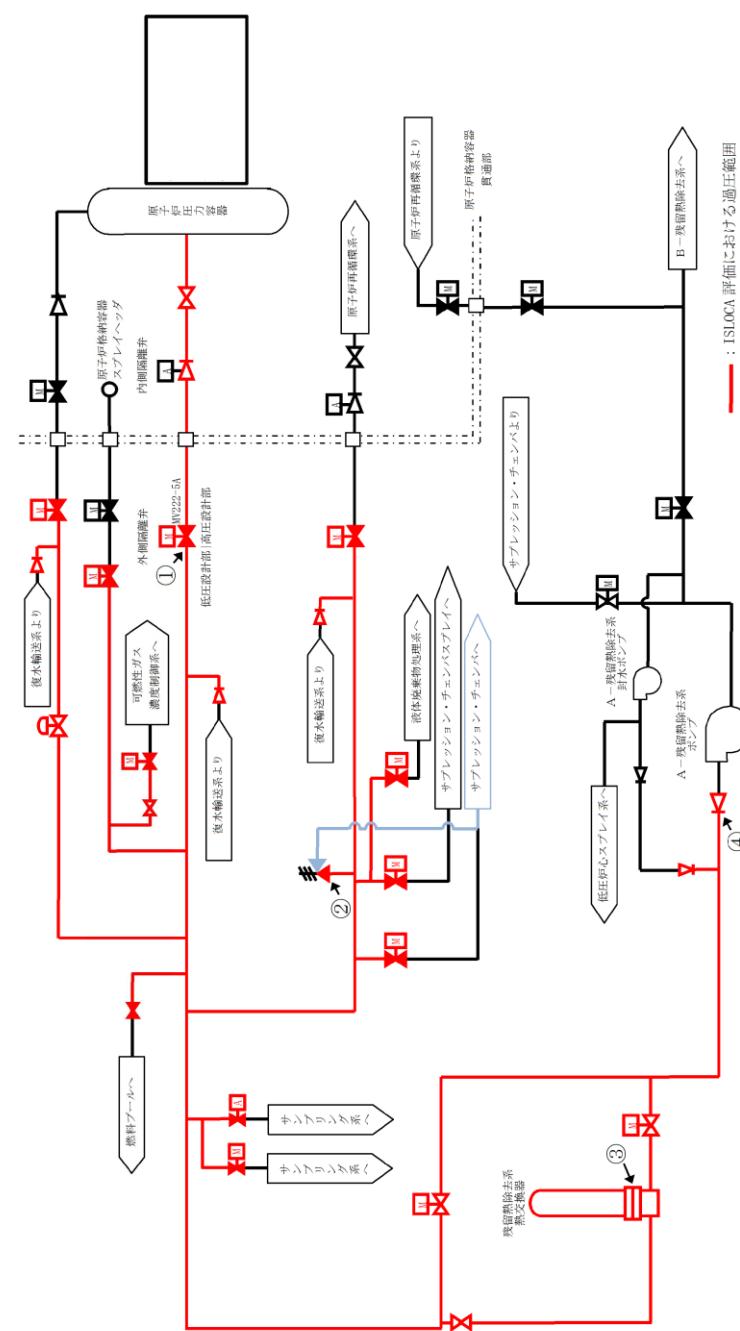 原子炉圧力容器
M
原子炉格納容器
スプレイヘッダ
内側隔離弁
A
原子炉再循環系へ
A
原子炉再循環系より
M
原子炉格納容器
貫通部
M
B－残留熱除去系へ
：ISLOCA 評価における過圧範囲
M
M
M
外側隔離弁
M
MV222-5A
①
低圧設計部
高圧設計部
M
復水輸送系より
可燃性ガス
濃度制御系へ
M
復水輸送系より
復水輸送系より
②
M
M
M
液体廃棄物処理系へ
サプレッション・チェンバスプレイへ
サプレッション・チェンバへ
サプレッション・チェンバより
M
M
A－残留熱除去系
封水ポンプ
A－残留熱除去系
ポンプ
低圧炉心スプレイ系へ
④
燃料プールへ
A
サンプリング系へ
M
サンプリング系へ
M
M
残留熱除去系
熱交換器
③